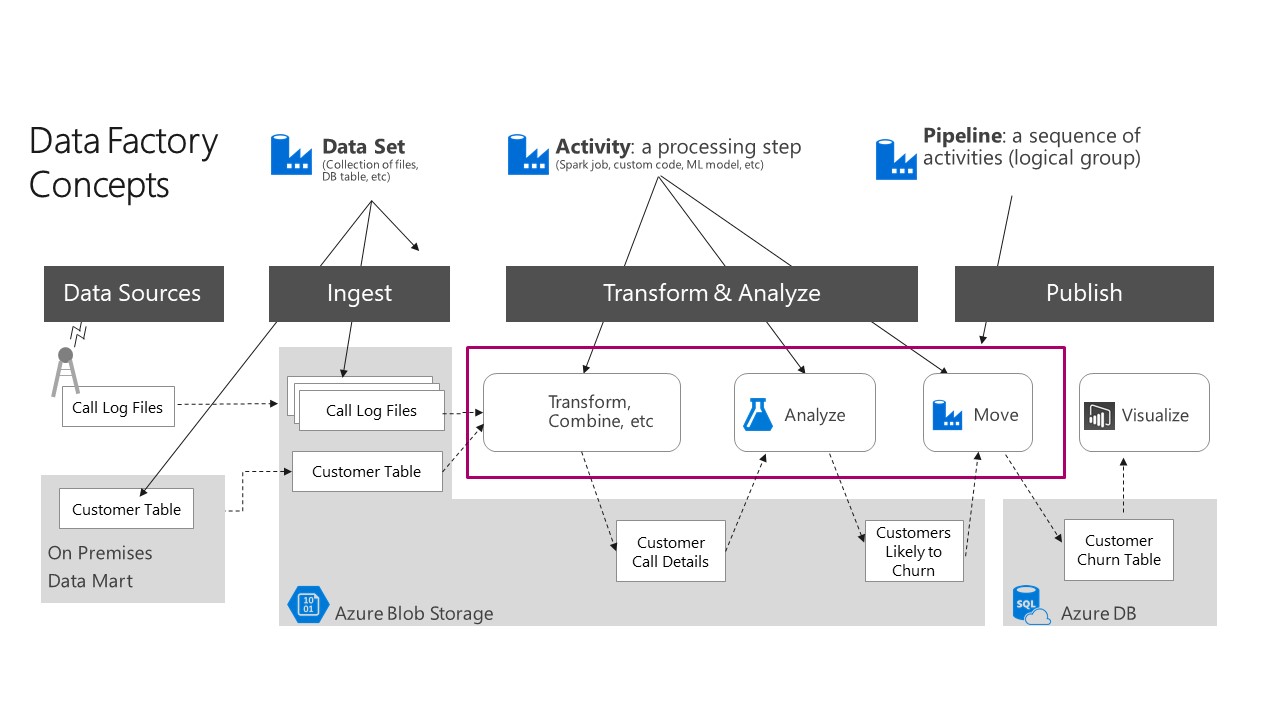 Data Factory
Concepts
Data Set
(Collection of files,
DB table, etc)
Activity: a processing step
(Spark job, custom code, ML model, etc)
Pipeline: a sequence of
activities (logical group)
Data Sources
Ingest
Transform & Analyze
Publish
Call Log Files
Call Log Files
Transform,
Combine, etc
Analyze
Move
Visualize
Customer Table
Customer Table
On Premises
Data Mart
Customer
Call Details
Customers
Likely to
Churn
Customer
Churn Table
10
01
Azure Blob Storage
SQL
Azure DB